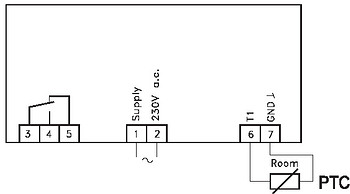 Supply
230V a.c.
T1
GND ⊥
3 4 5
1 2
6 7
~
Room
PTC